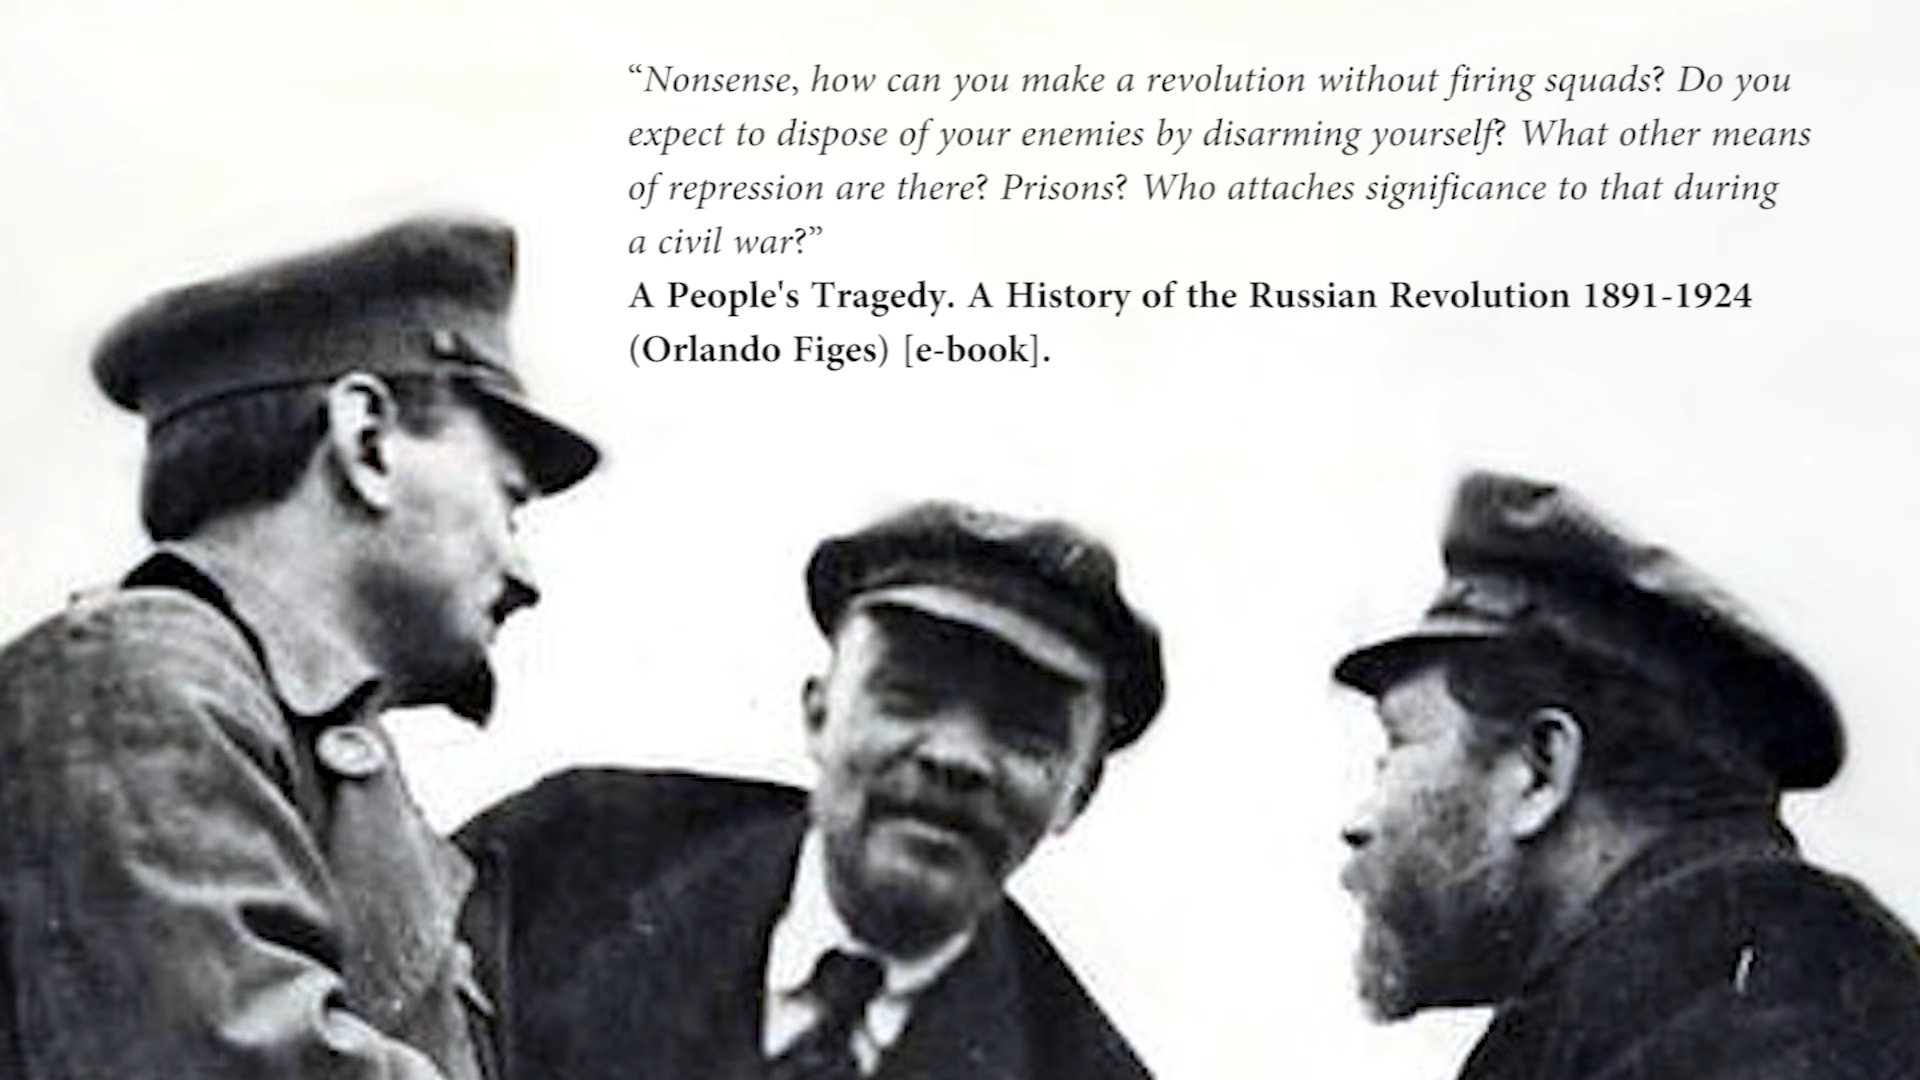 “Nonsense, how can you make a revolution without firing squads? Do you
expect to dispose of your enemies by disarming yourself? What other means
of repression are there? Prisons? Who attaches significance to that during
a civil war?”
A People's Tragedy. A History of the Russian Revolution 1891-1924
(Orlando Figes) [e-book].